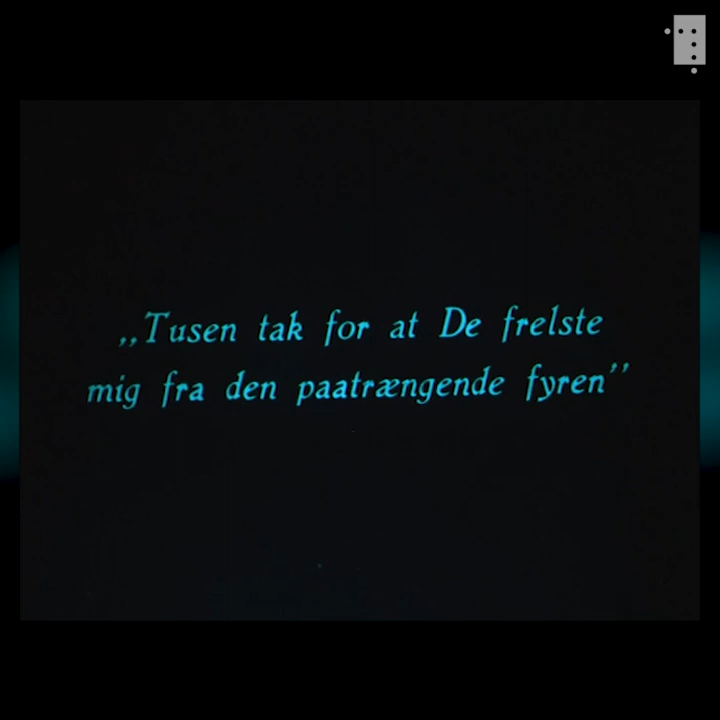 „Tusen tak for at De frelste
mig fra den paatrængende fyren”